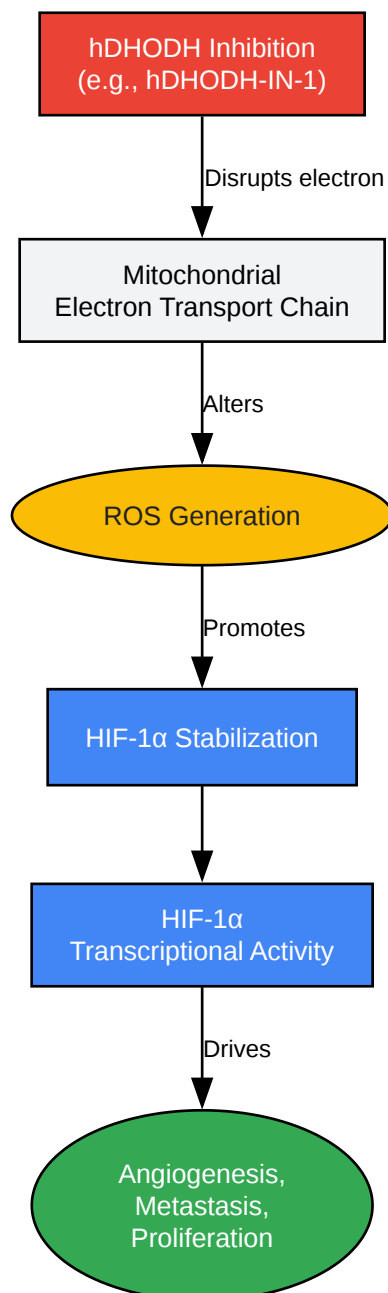 hDHODH Inhibition
(e.g., hDHODH-IN-1)
Disrupts electron
Mitochondrial
Electron Transport Chain
Alters
ROS Generation
Promotes
HIF-1α Stabilization
HIF-1α
Transcriptional Activity
Drives
Angiogenesis,
Metastasis,
Proliferation